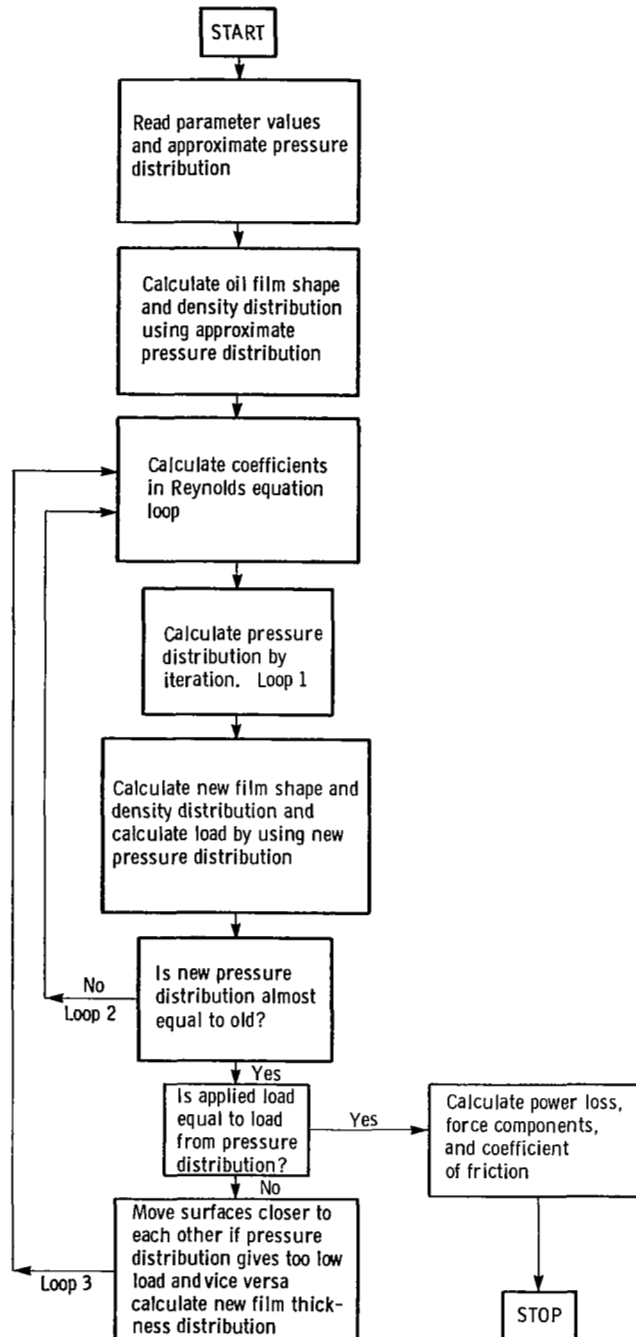 START
Read parameter values
and approximate pressure
distribution
Calculate oil film shape
and density distribution
using approximate
pressure distribution
Calculate coefficients
in Reynolds equation
loop
Calculate pressure
distribution by
iteration. Loop 1
Calculate new film shape and
density distribution and
calculate load by using new
pressure distribution
Is new pressure
distribution almost
equal to old?
No
Loop 2
Yes
Is applied load
equal to load
from pressure
distribution?
Yes
Calculate power loss,
force components,
and coefficient
of friction
No
Move surfaces closer to
each other if pressure
distribution gives too low
load and vice versa
calculate new film thick-
ness distribution
Loop 3
STOP